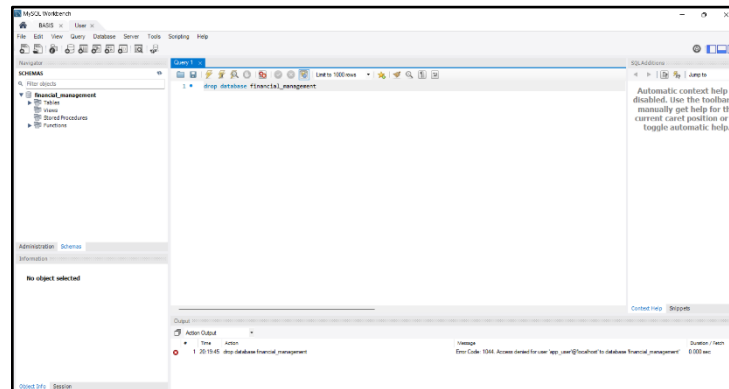 MySQL Workbench
BASIS × User ×
File Edit View Query Database Server Tools Scripting Help
Navigator
SCHEMAS
Filter objects
financial_management
Tables
Views
Stored Procedures
Functions
Administration Schemas
Information
No object selected
Object Info Session
Query 1 ×
Limit to 1000 rows
1 drop database financial_management
SQLAdditions
Jump to
Automatic context help
disabled. Use the toolbar
manually get help for th
current caret position or
toggle automatic help.
Context Help Snippets
Output
Action Output
# Time Action Message Duration / Fetch
1 20:19:45 drop database financial_management Error Code: 1044. Access denied for user 'app_user'@'localhost' to database 'financial_management' 0.000 sec